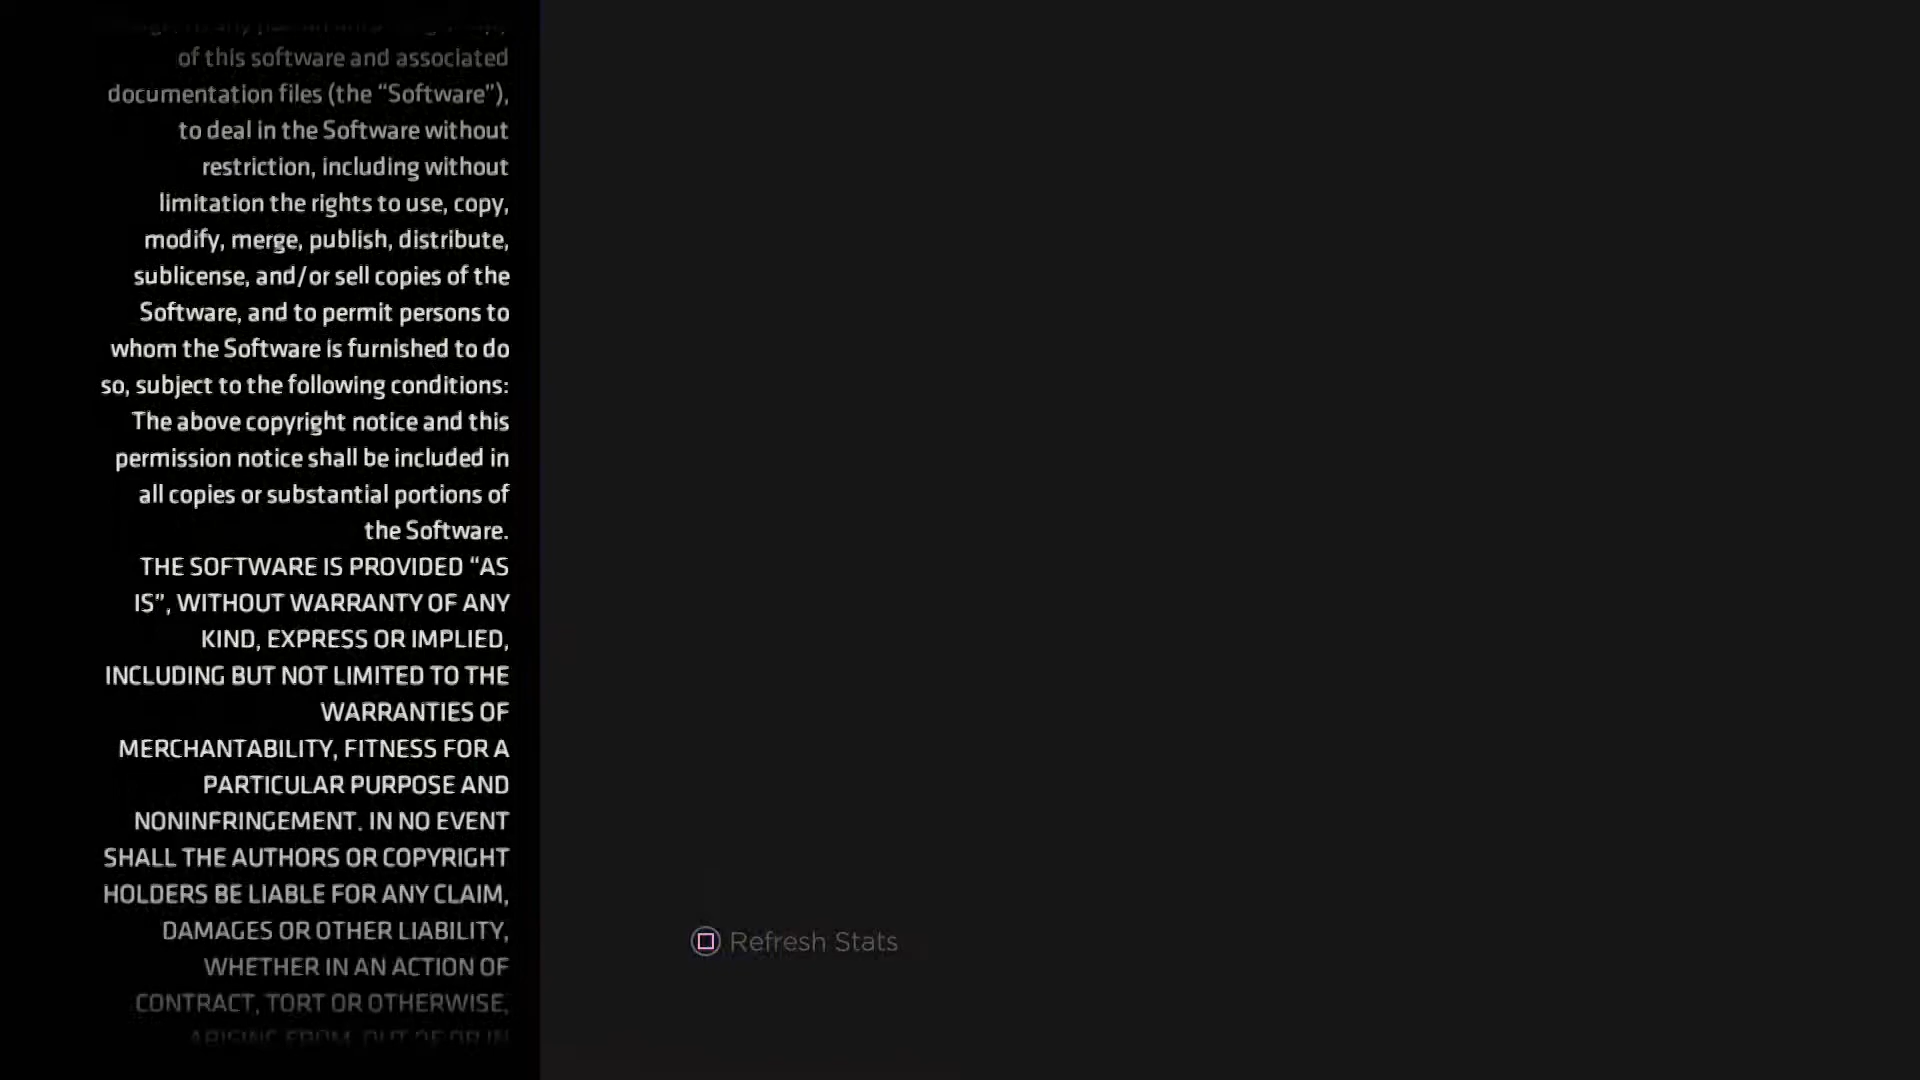 of this software and associated
documentation files (the “Software”),
to deal in the Software without
restriction, including without
limitation the rights to use, copy,
modify, merge, publish, distribute,
sublicense, and/or sell copies of the
Software, and to permit persons to
whom the Software is furnished to do
so, subject to the following conditions:
The above copyright notice and this
permission notice shall be included in
all copies or substantial portions of
the Software.
THE SOFTWARE IS PROVIDED “AS
IS”, WITHOUT WARRANTY OF ANY
KIND, EXPRESS OR IMPLIED,
INCLUDING BUT NOT LIMITED TO THE
WARRANTIES OF
MERCHANTABILITY, FITNESS FOR A
PARTICULAR PURPOSE AND
NONINFRINGEMENT. IN NO EVENT
SHALL THE AUTHORS OR COPYRIGHT
HOLDERS BE LIABLE FOR ANY CLAIM,
DAMAGES OR OTHER LIABILITY,
WHETHER IN AN ACTION OF
CONTRACT, TORT OR OTHERWISE,
ARISING FROM, OUT OF OR IN
Refresh Stats